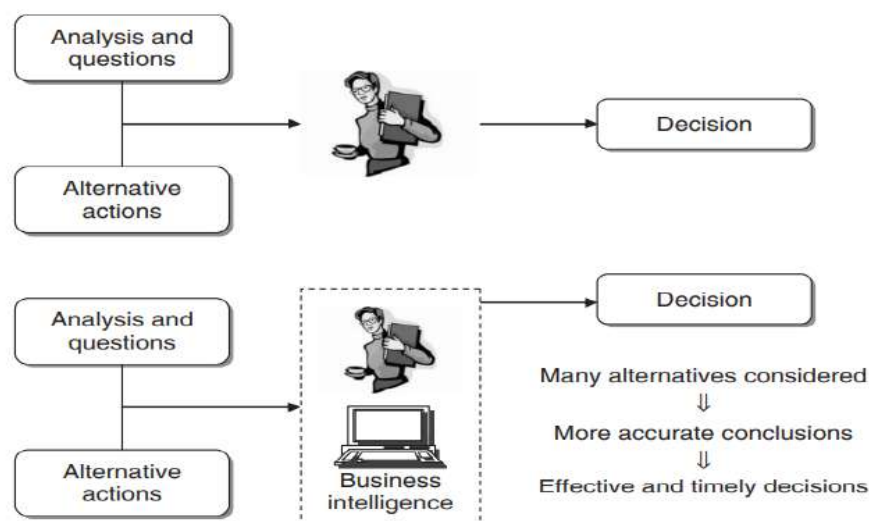 Analysis and
questions
Decision
Alternative
actions
Analysis and
questions
Decision
Many alternatives considered
⇓
More accurate conclusions
⇓
Effective and timely decisions
Business
intelligence
Alternative
actions